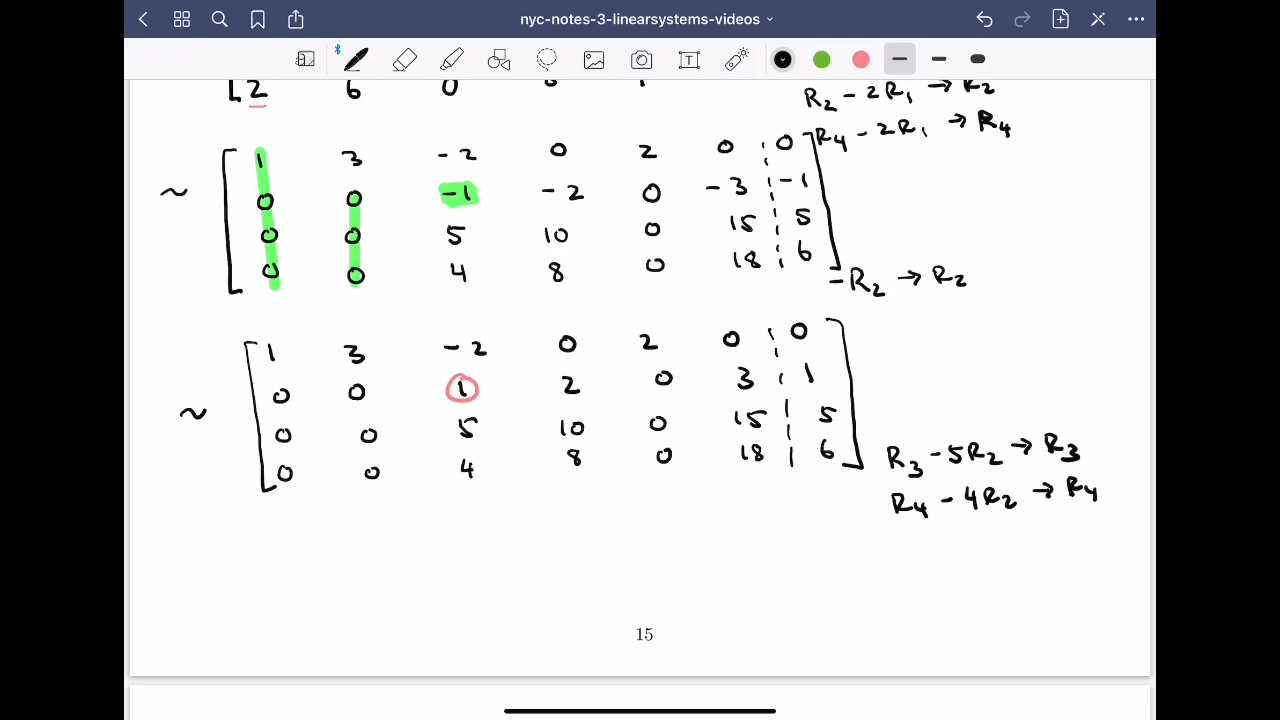 nyc-notes-3-linearsystems-videos
T
2 6 0
R₂ - 2R₁ → R₂
R₄ - 2R₁ → R₄
1 3 -2 0 2 0 0
~ 0 0 -1 -2 0 -3 -1
0 0 5 10 0 15 5
0 0 4 8 0 18 6
-R₂ → R₂
1 3 -2 0 2 0 0
~ 0 0 1 2 0 3 1
0 0 5 10 0 15 5
0 0 4 8 0 18 6
R₃ - 5R₂ → R₃
R₄ - 4R₂ → R₄
15